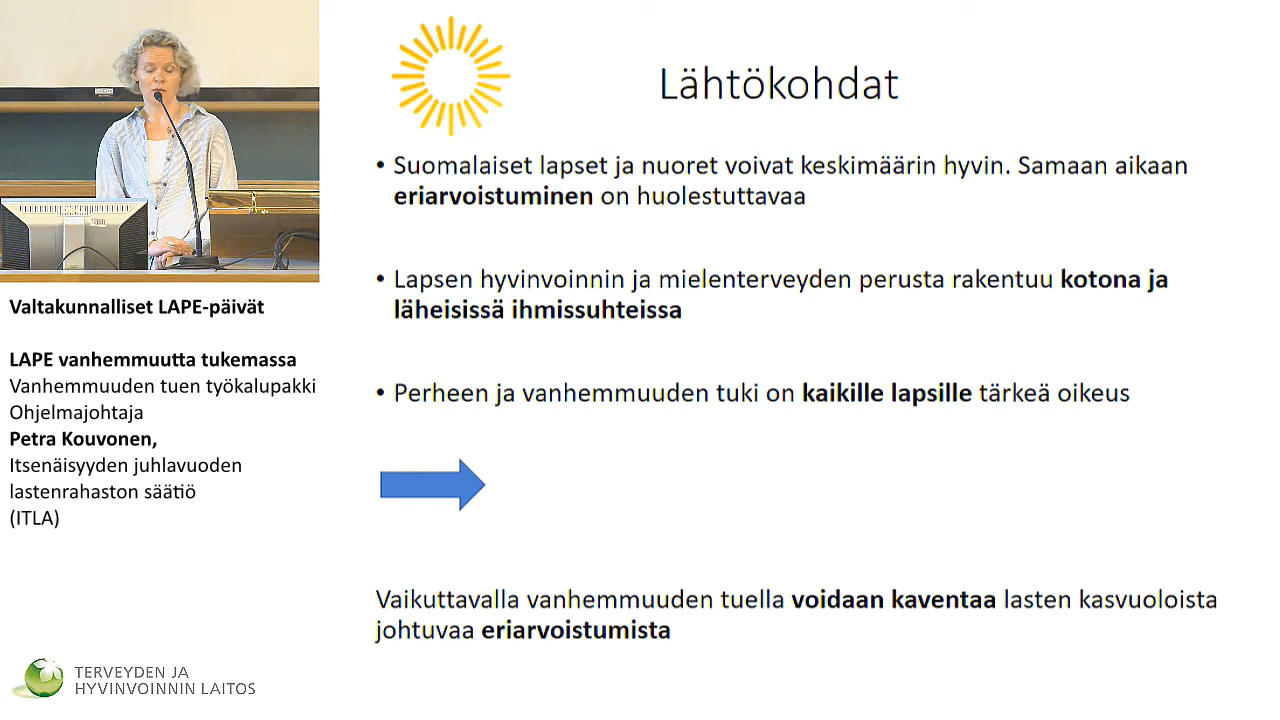 Lähtökohdat
• Suomalaiset lapset ja nuoret voivat keskimäärin hyvin. Samaan aikaan
eriarvoistuminen on huolestuttavaa
• Lapsen hyvinvoinnin ja mielenterveyden perusta rakentuu kotona ja
läheisissä ihmissuhteissa
• Perheen ja vanhemmuuden tuki on kaikille lapsille tärkeä oikeus
Vaikuttavalla vanhemmuuden tuella voidaan kaventaa lasten kasvuoloista
johtuvaa eriarvoistumista
Valtakunnalliset LAPE-päivät
LAPE vanhemmuutta tukemassa
Vanhemmuuden tuen työkalupakki
Ohjelmajohtaja
Petra Kouvonen,
Itsenäisyyden juhlavuoden
lastenrahaston säätiö
(ITLA)
TERVEYDEN JA
HYVINVOINNIN LAITOS